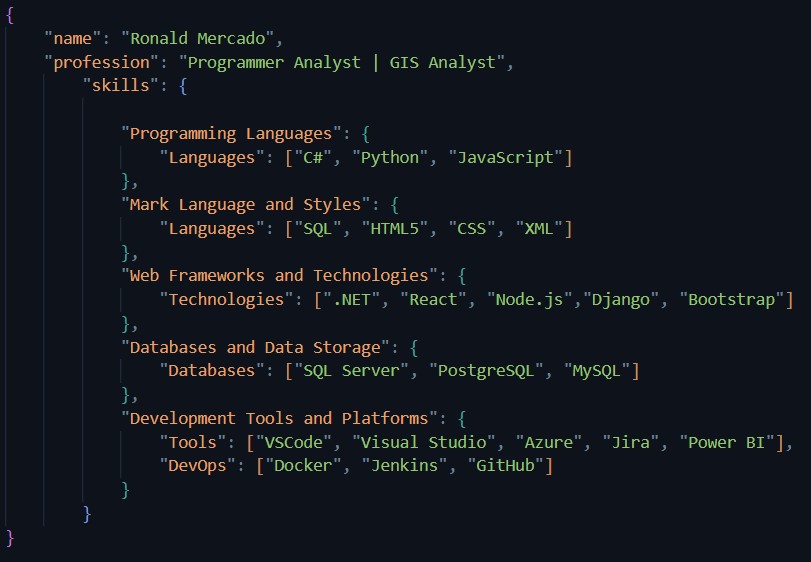 {
    "name": "Ronald Mercado",
    "profession": "Programmer Analyst | GIS Analyst",
        "skills": {

            "Programming Languages": {
                "Languages": ["C#", "Python", "JavaScript"]
            },
            "Mark Language and Styles": {
                "Languages": ["SQL", "HTML5", "CSS", "XML"]
            },
            "Web Frameworks and Technologies": {
                "Technologies": [".NET", "React", "Node.js","Django", "Bootstrap"]
            },
            "Databases and Data Storage": {
                "Databases": ["SQL Server", "PostgreSQL", "MySQL"]
            },
            "Development Tools and Platforms": {
                "Tools": ["VSCode", "Visual Studio", "Azure", "Jira", "Power BI"],
                "DevOps": ["Docker", "Jenkins", "GitHub"]
            }
        }
}